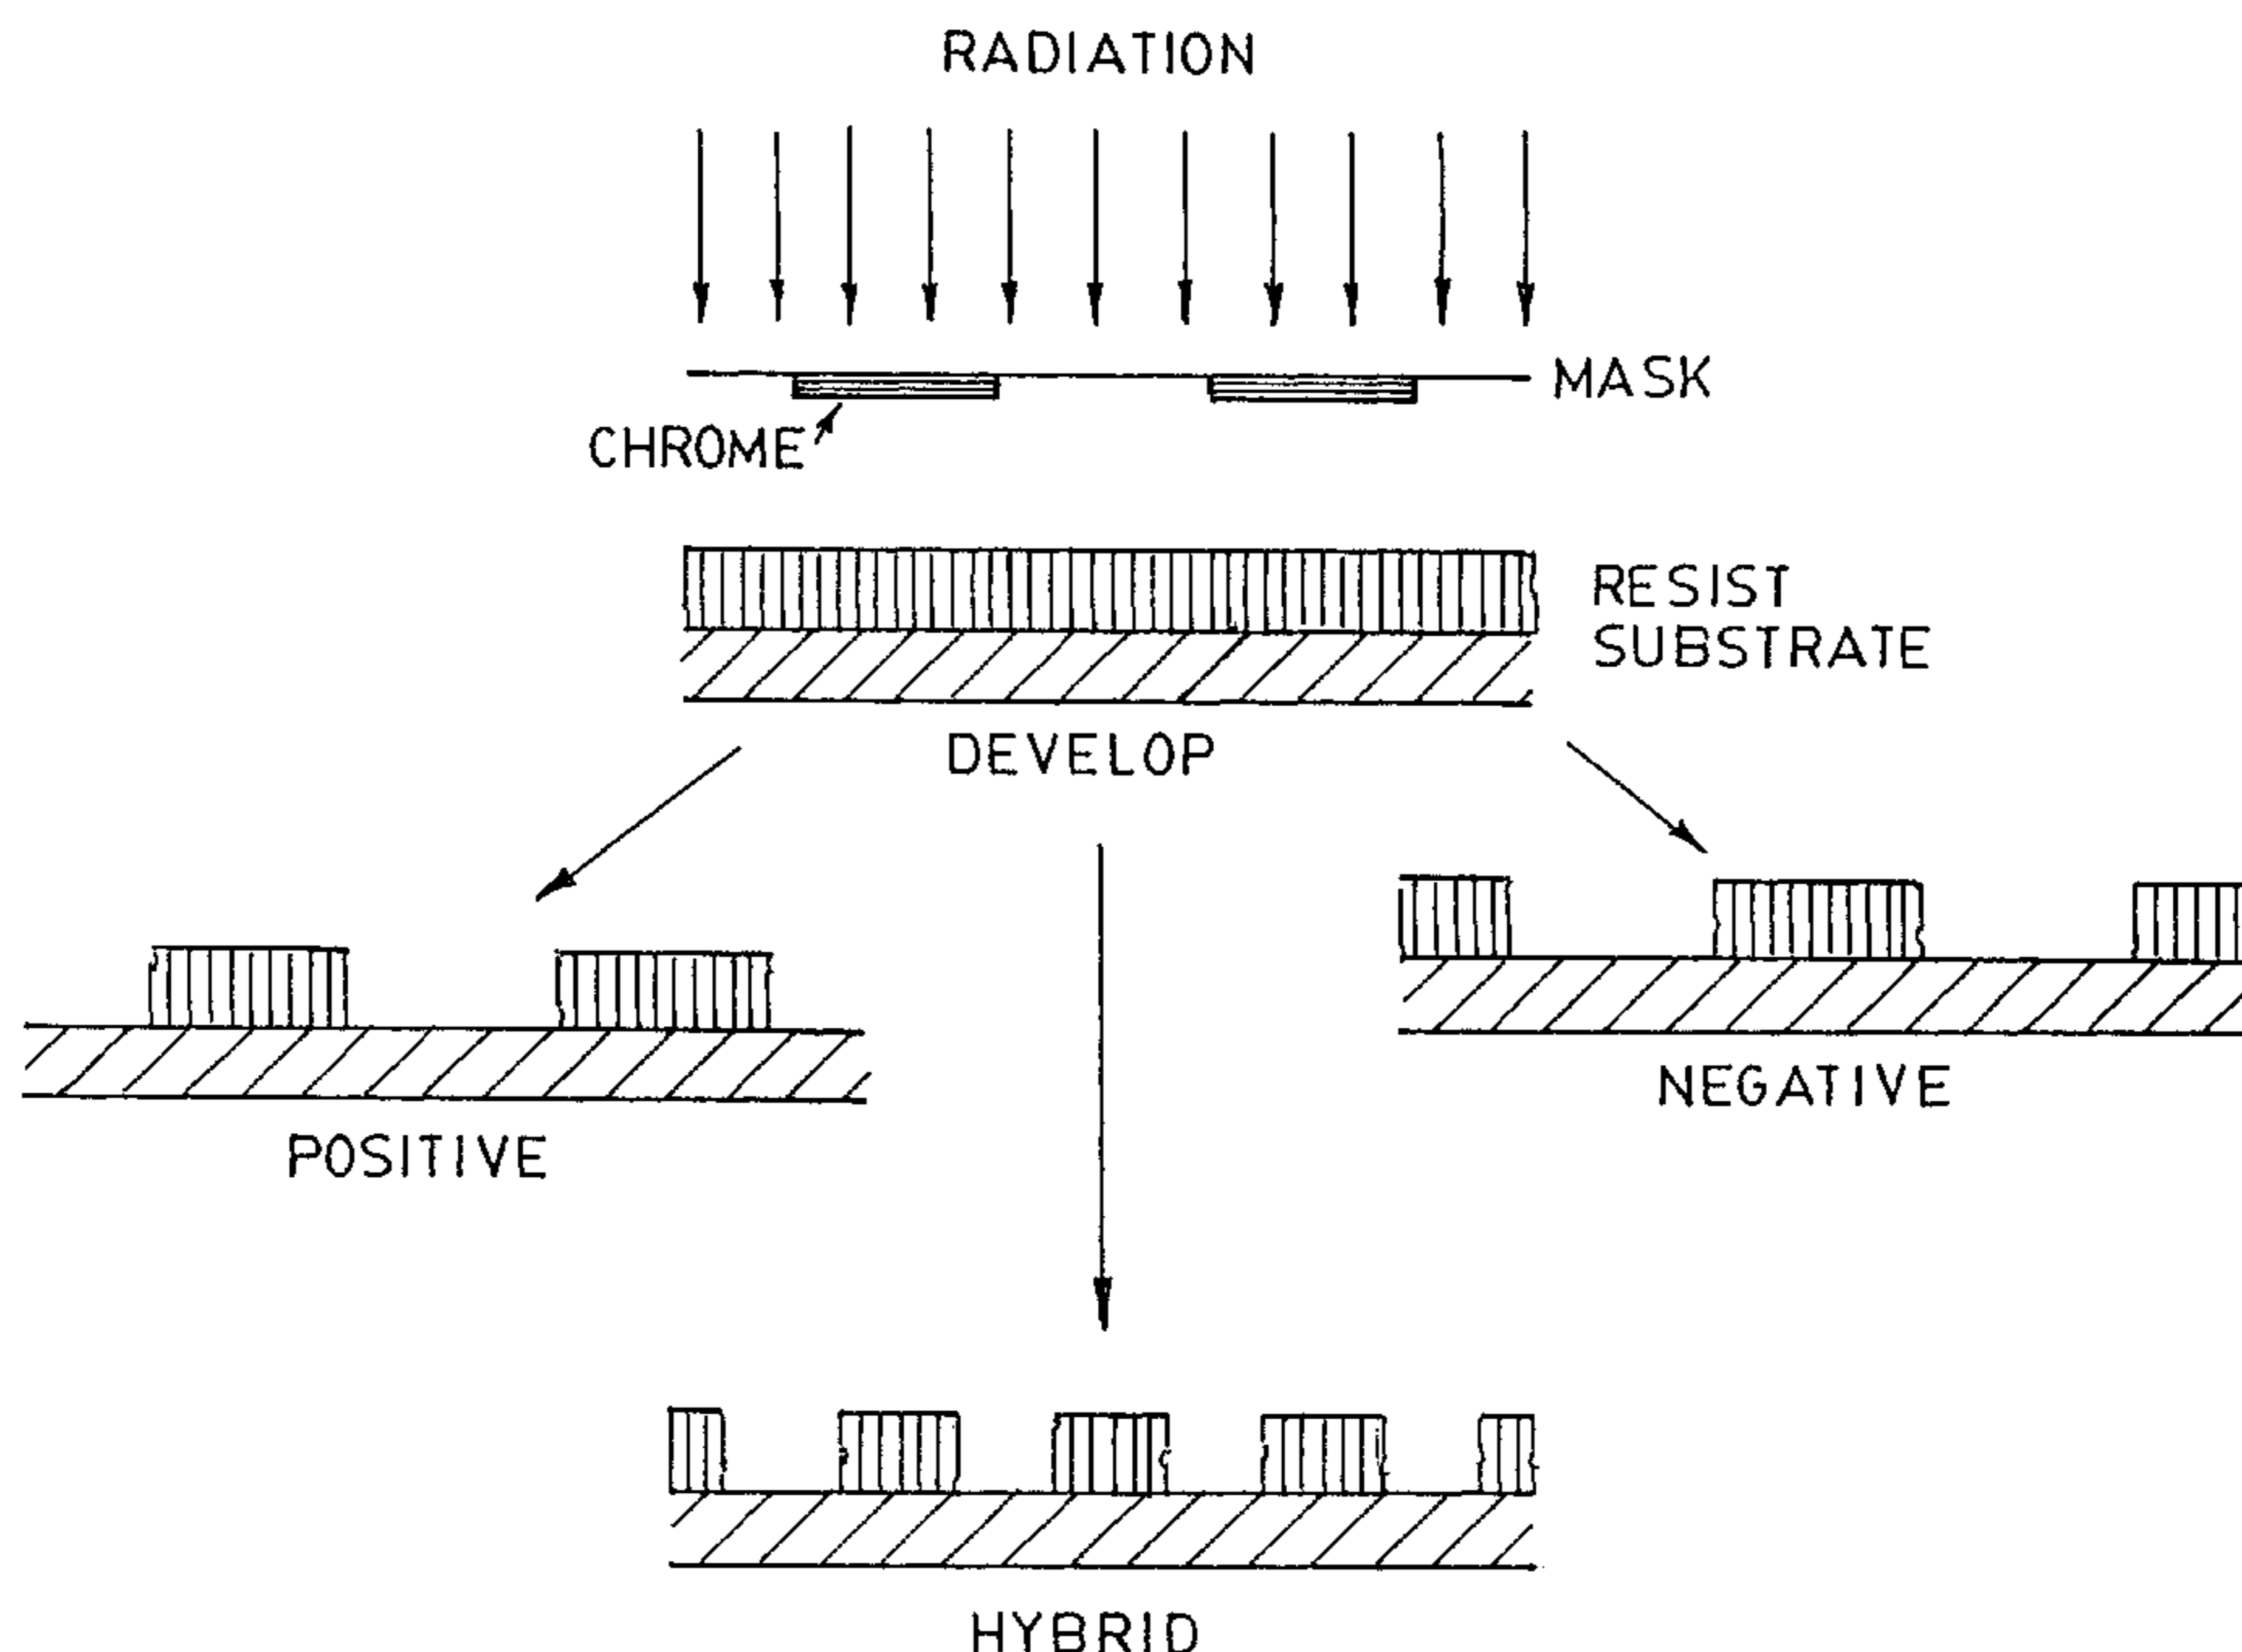 RADIATION
MASK
CHROME
RESIST
SUBSTRATE
DEVELOP
NEGATIVE
POSITIVE
HYBRID